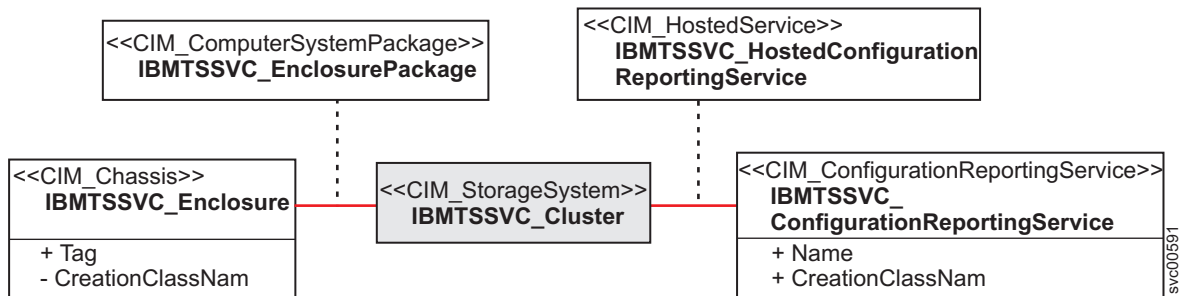 <<CIM_ComputerSystemPackage>>
IBMTSSVC_EnclosurePackage
<<CIM_HostedService>>
IBMTSSVC_HostedConfiguration
ReportingService
<<CIM_Chassis>>
IBMTSSVC_Enclosure
+ Tag
- CreationClassNam
<<CIM_StorageSystem>>
IBMTSSVC_Cluster
<<CIM_ConfigurationReportingService>>
IBMTSSVC_
ConfigurationReportingService
+ Name
+ CreationClassNam
svc00591